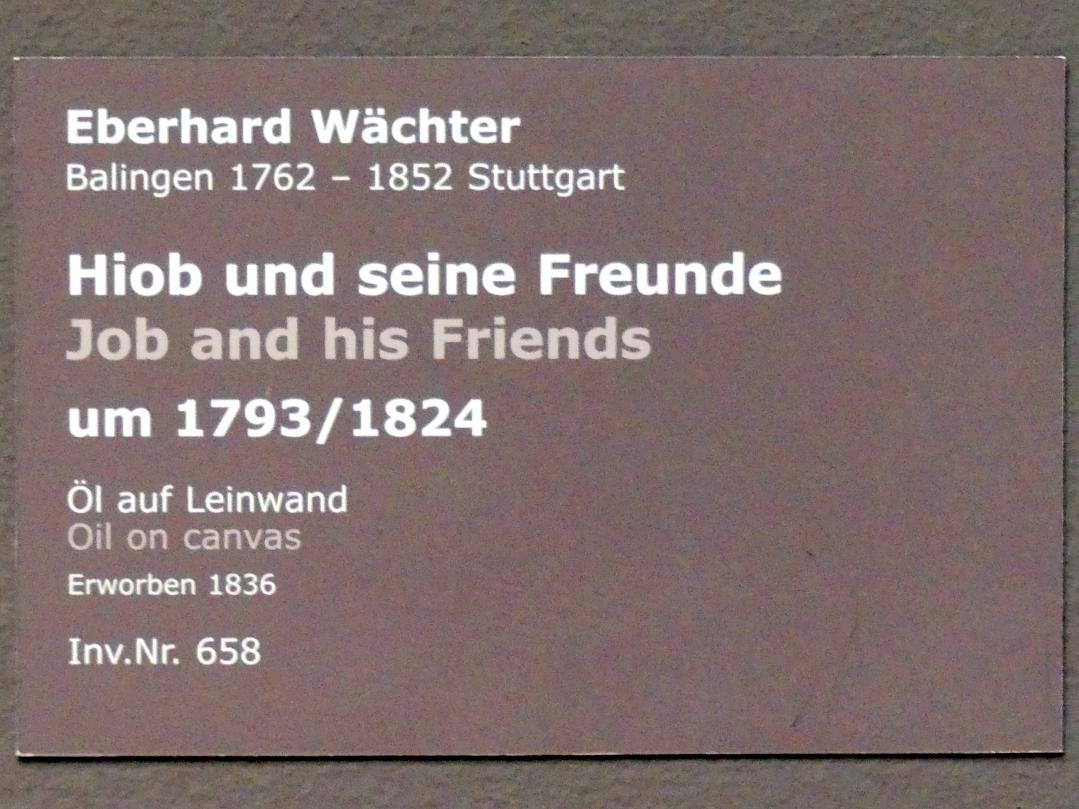 Eberhard Wächter
Balingen 1762 – 1852 Stuttgart
Hiob und seine Freunde
Job and his Friends
um 1793/1824
Öl auf Leinwand
Oil on canvas
Erworben 1836
Inv.Nr. 658